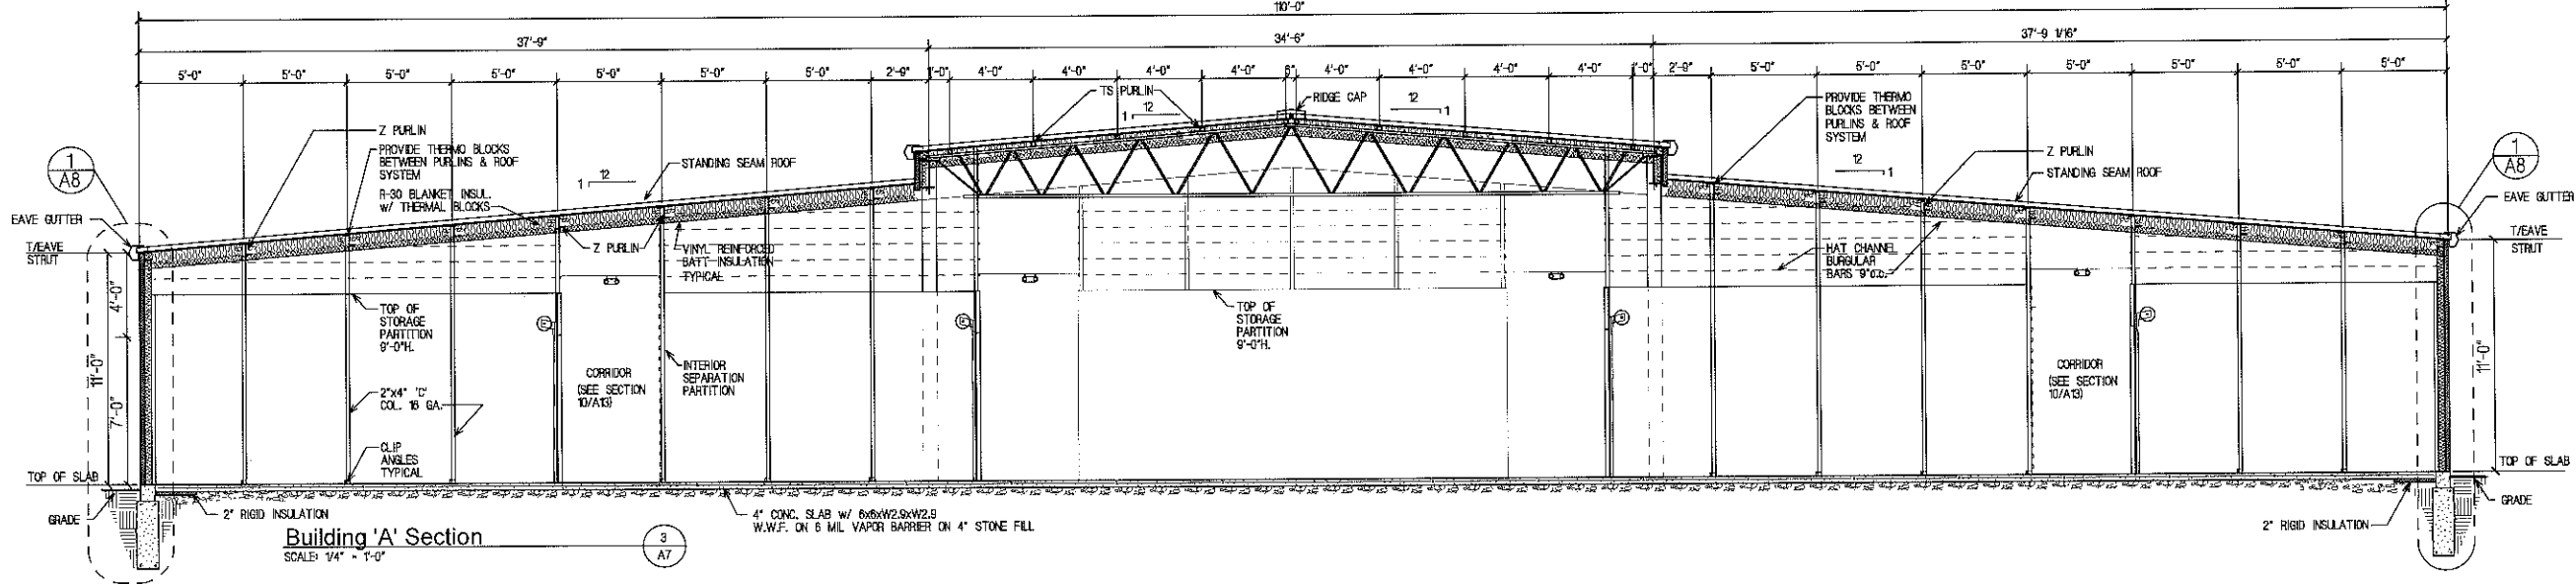 110'-0"
37'-9"
34'-6"
37'-9 1/16"
5'-0"
5'-0"
5'-0"
5'-0"
5'-0"
5'-0"
5'-0"
2'-9"
1'-0"
4'-0"
4'-0"
4'-0"
4'-0"
6"
4'-0"
4'-0"
4'-0"
4'-0"
1'-0"
2'-9"
5'-0"
5'-0"
5'-0"
5'-0"
5'-0"
5'-0"
5'-0"
TS PURLIN
12
1
RIDGE CAP
12
1
PROVIDE THERMO
BLOCKS BETWEEN
PURLINS & ROOF
SYSTEM
Z PURLIN
PROVIDE THERMO BLOCKS
BETWEEN PURLINS & ROOF
SYSTEM
R-30 BLANKET INSUL.
w/ THERMAL BLOCKS
12
1
STANDING SEAM ROOF
12
1
Z PURLIN
STANDING SEAM ROOF
1
A8
1
A8
EAVE GUTTER
T/EAVE
STRUT
EAVE GUTTER
T/EAVE
STRUT
Z PURLIN
VINYL REINFORCED
BATT INSULATION
TYPICAL
HAT CHANNEL
BURGULAR
BARS 9"o.c.
4'-0"
11'-0"
7'-0"
11'-0"
TOP OF
STORAGE
PARTITION
9'-0"H.
TOP OF
STORAGE
PARTITION
9'-0"H.
2"x4" 'C'
COL. 16 GA.
CORRIDOR
(SEE SECTION
10/A13)
INTERIOR
SEPARATION
PARTITION
CORRIDOR
(SEE SECTION
10/A13)
CLIP
ANGLES
TYPICAL
TOP OF SLAB
TOP OF SLAB
GRADE
2" RIGID INSULATION
4" CONC. SLAB w/ 6x6xW2.9xW2.9
W.W.F. ON 6 MIL VAPOR BARRIER ON 4" STONE FILL
2" RIGID INSULATION
GRADE
Building 'A' Section
SCALE: 1/4" = 1'-0"
3
A7